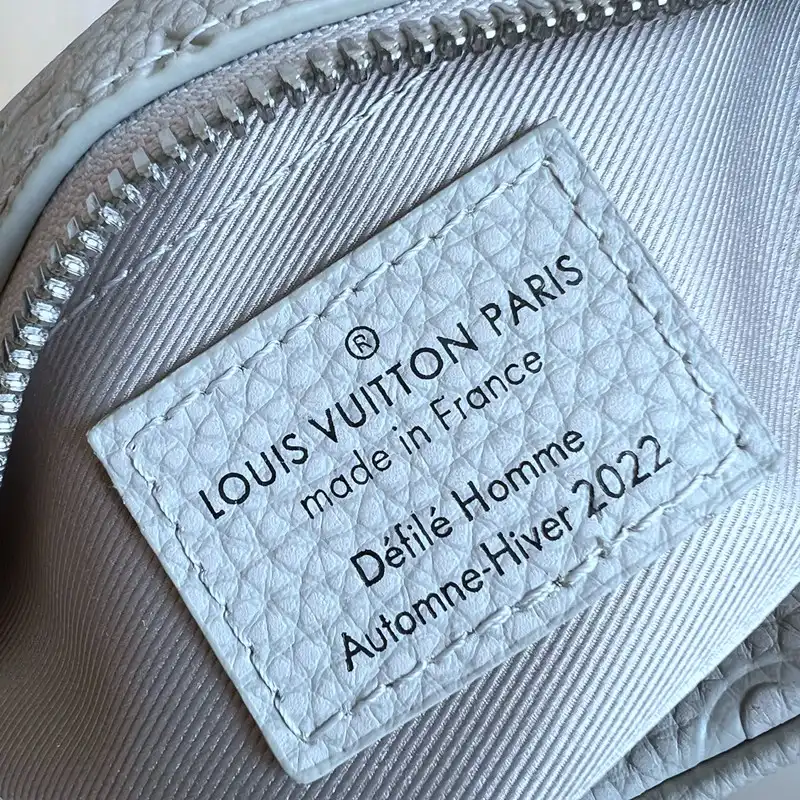 ®
LOUIS VUITTON PARIS
made in France
Défilé Homme
Automne-Hiver 2022